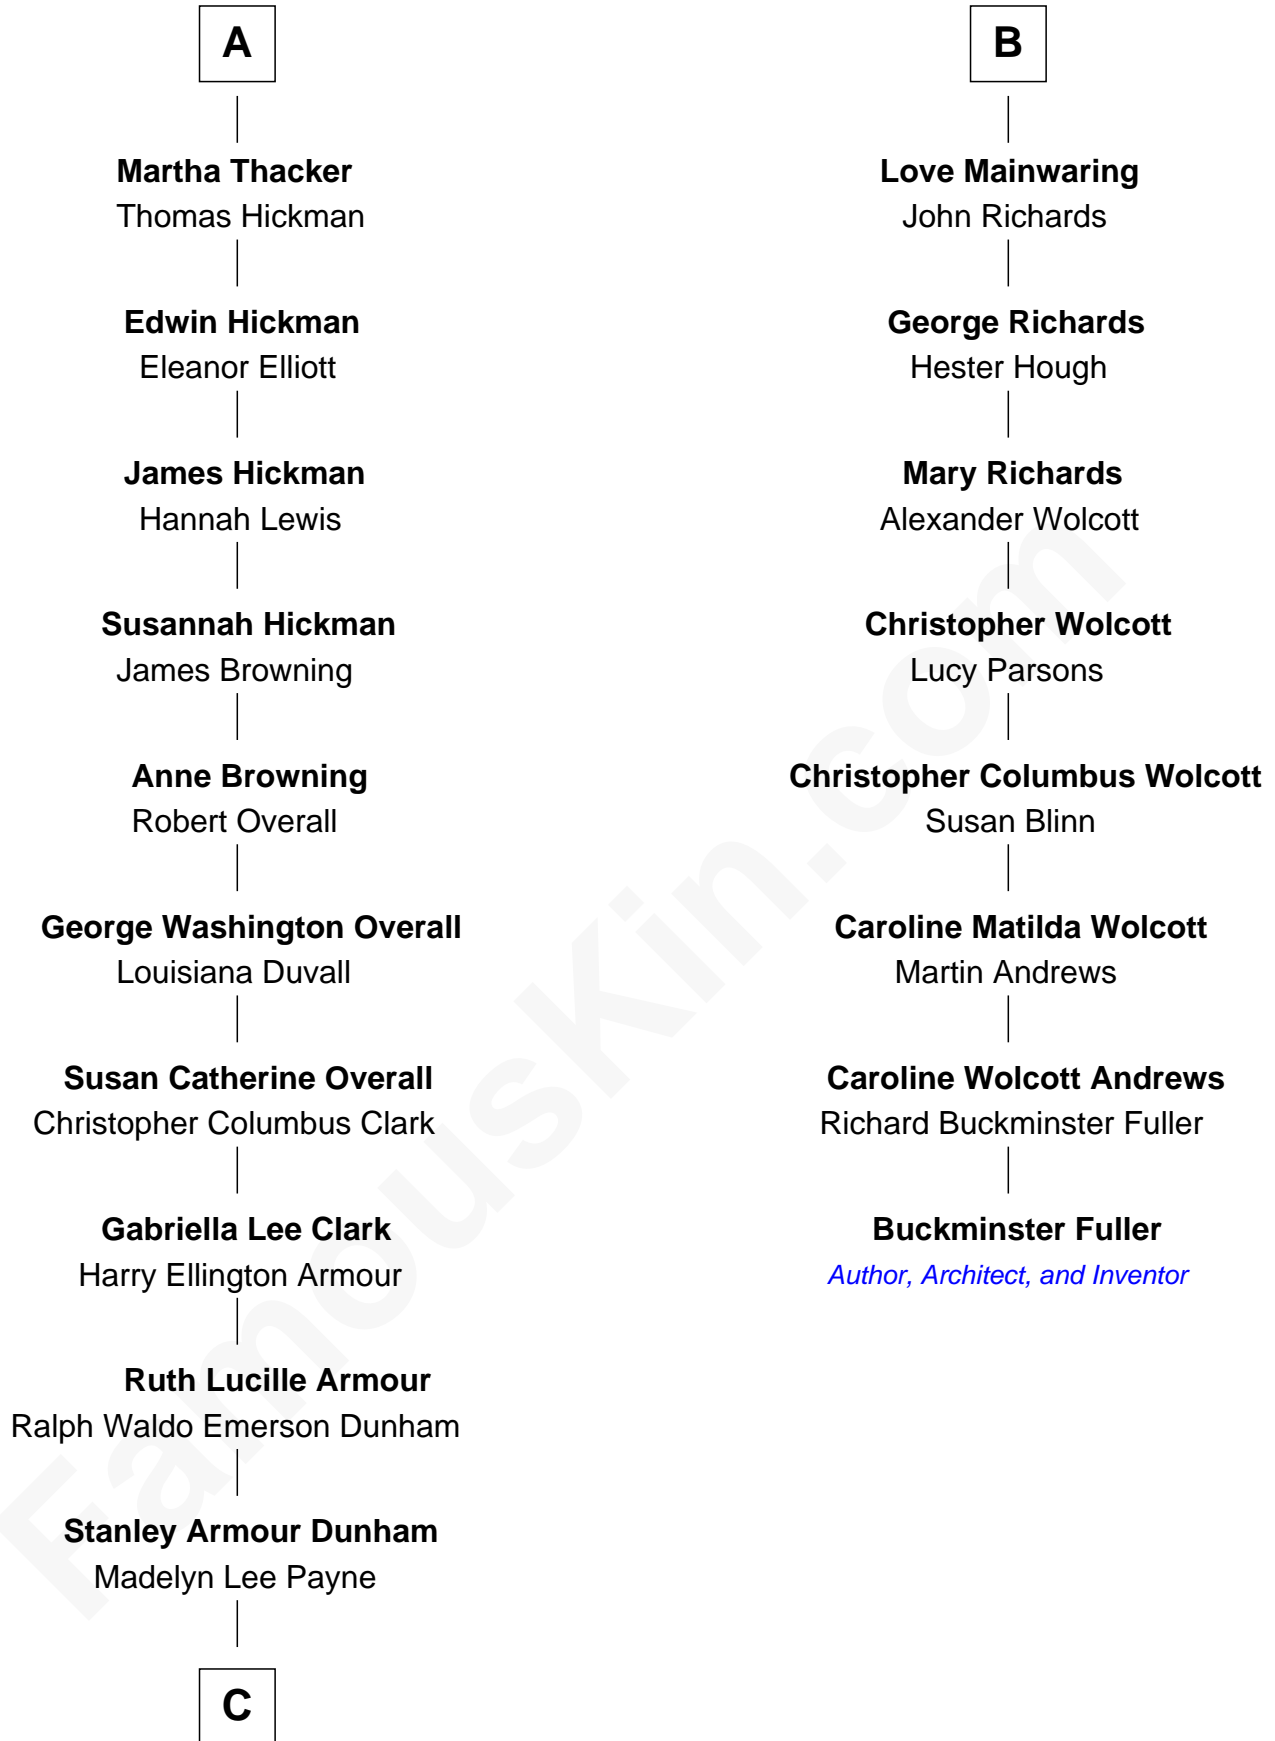 A
Martha Thacker
Thomas Hickman
Edwin Hickman
Eleanor Elliott
James Hickman
Hannah Lewis
Susannah Hickman
James Browning
Anne Browning
Robert Overall
George Washington Overall
Louisiana Duvall
Susan Catherine Overall
Christopher Columbus Clark
Gabriella Lee Clark
Harry Ellington Armour
Ruth Lucille Armour
Ralph Waldo Emerson Dunham
Stanley Armour Dunham
Madelyn Lee Payne
C
B
Love Mainwaring
John Richards
George Richards
Hester Hough
Mary Richards
Alexander Wolcott
Christopher Wolcott
Lucy Parsons
Christopher Columbus Wolcott
Susan Blinn
Caroline Matilda Wolcott
Martin Andrews
Caroline Wolcott Andrews
Richard Buckminster Fuller
Buckminster Fuller
Author, Architect, and Inventor
FamousKin.com